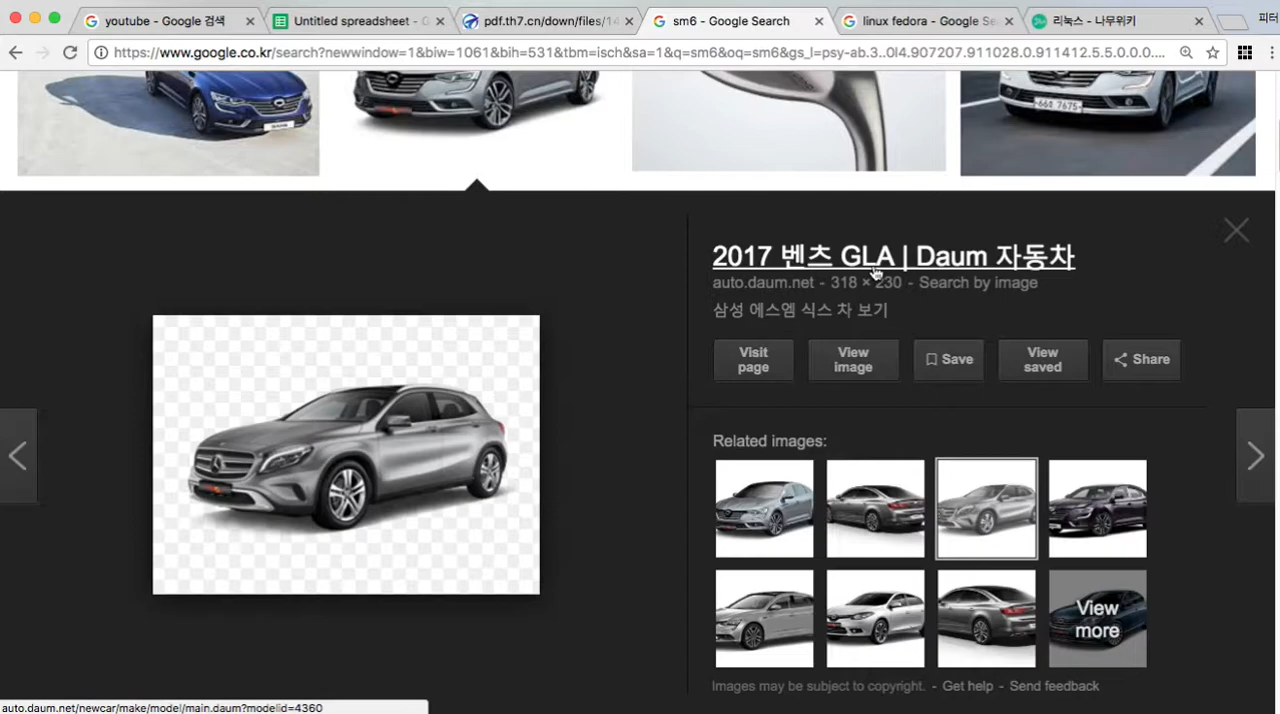 youtube - Google 검색
Untitled spreadsheet - G
pdf.th7.cn/down/files/14
sm6 - Google Search
linux fedora - Google Se
리눅스 - 나무위키
피터
https://www.google.co.kr/search?newwindow=1&biw=1061&bih=531&tbm=isch&sa=1&q=sm6&oq=sm6&gs_l=psy-ab.3..0l4.907207.911028.0.911412.5.5.0.0.0....
66호 7675
2017 벤츠 GLA | Daum 자동차
auto.daum.net - 318 × 230 - Search by image
삼성 에스엠 식스 차 보기
Visit page
View image
Save
View saved
Share
Related images:
View more
Images may be subject to copyright. - Get help - Send feedback
auto.daum.net/newcar/make/model/main.daum?modelid=4360